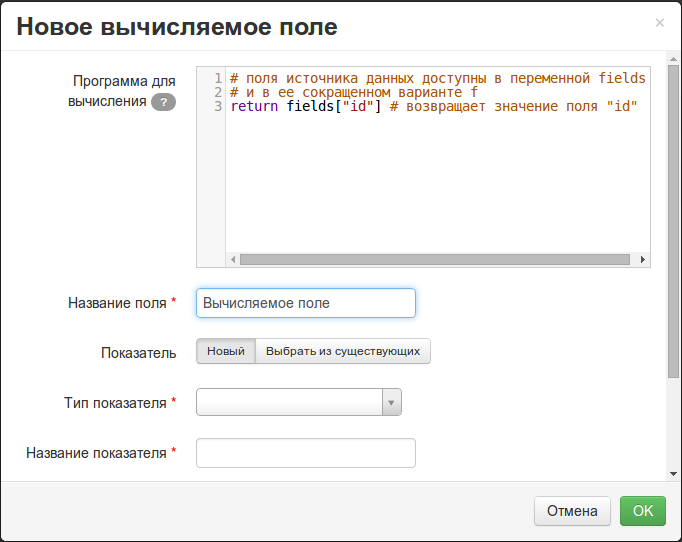 Новое вычисляемое поле ×
Программа для
вычисления ?
1 # поля источника данных доступны в переменной fields
2 # и в ее сокращенном варианте f
3 return fields["id"] # возвращает значение поля "id"
Название поля * Вычисляемое поле
Показатель Новый Выбрать из существующих
Тип показателя *
Название показателя *
Отмена OK